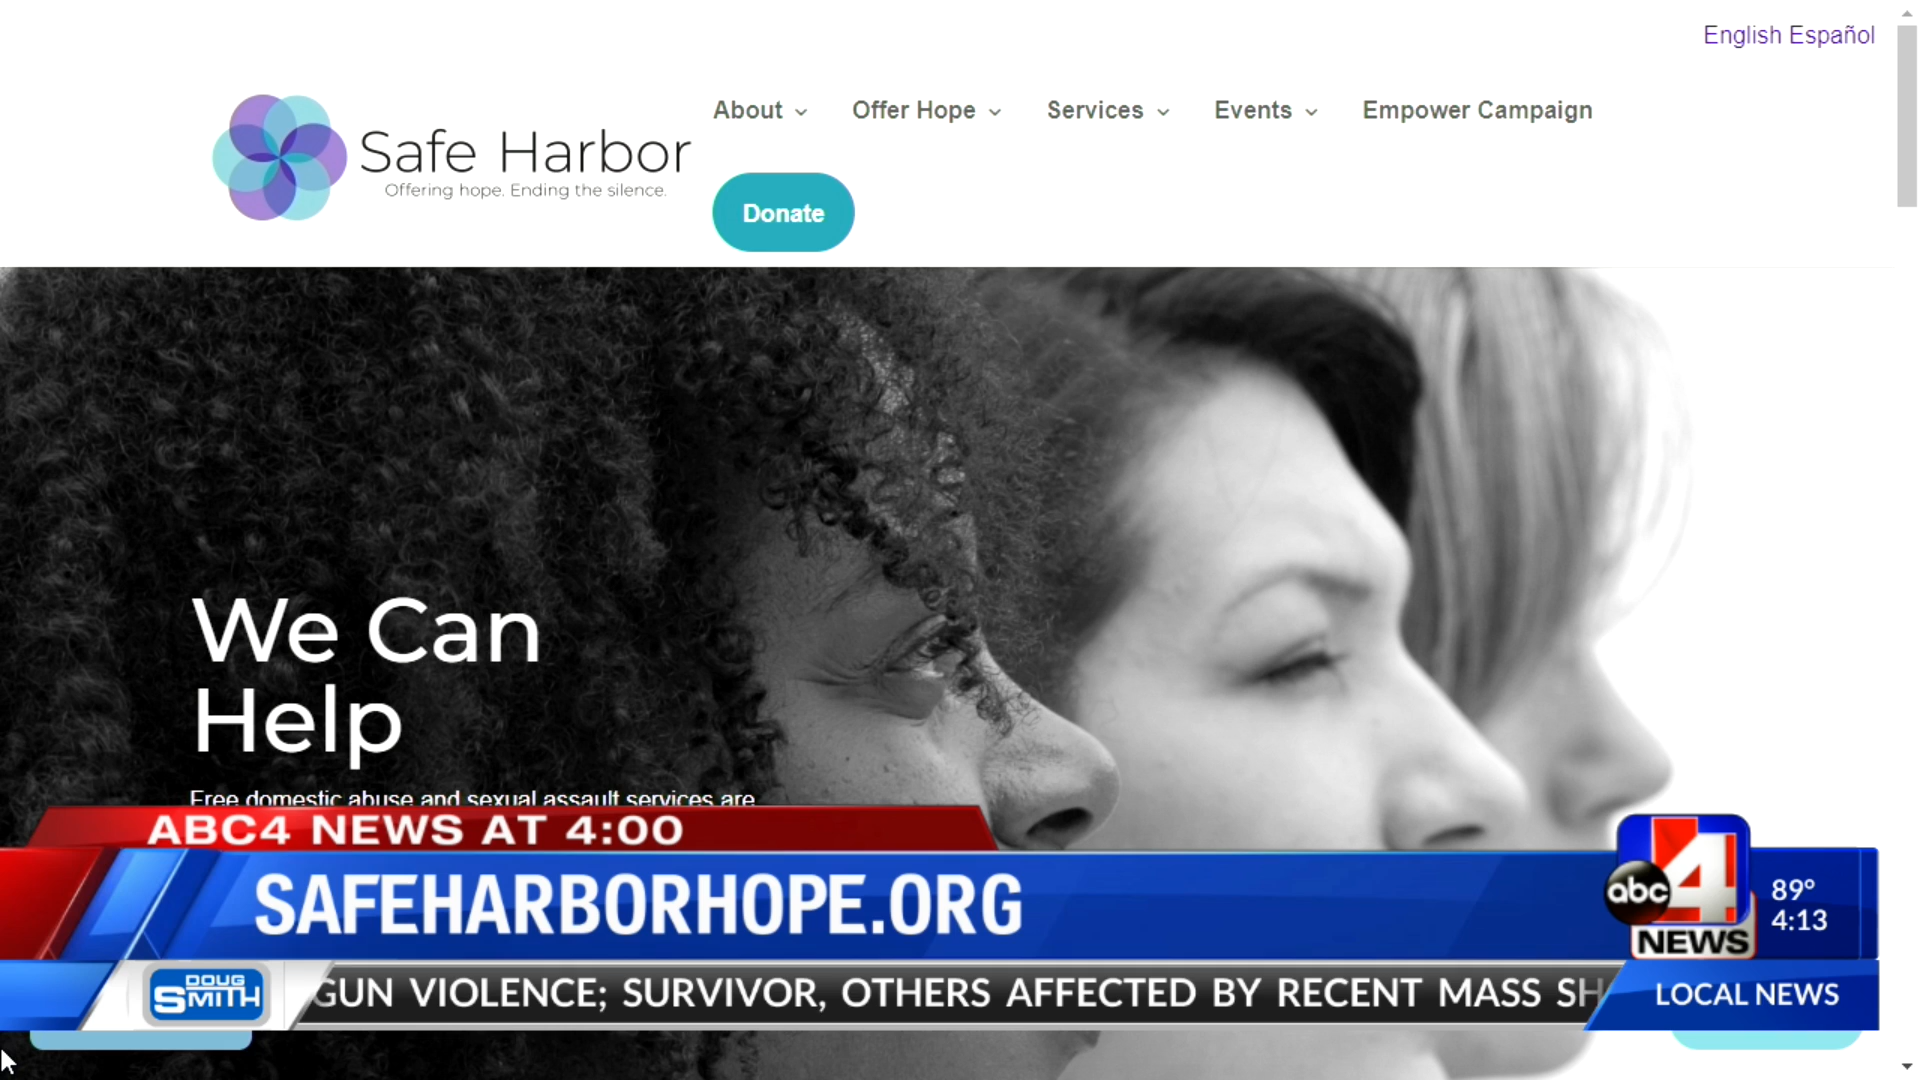 English Español
About
Offer Hope
Services
Events
Empower Campaign
Safe Harbor
Offering hope. Ending the silence.
Donate
We Can
Help
Free domestic abuse and sexual assault services are
ABC4 NEWS AT 4:00
SAFEHARBORHOPE.ORG
abc
4
NEWS
89°
4:13
DOUG
SMITH
GUN VIOLENCE; SURVIVOR, OTHERS AFFECTED BY RECENT MASS SH
LOCAL NEWS